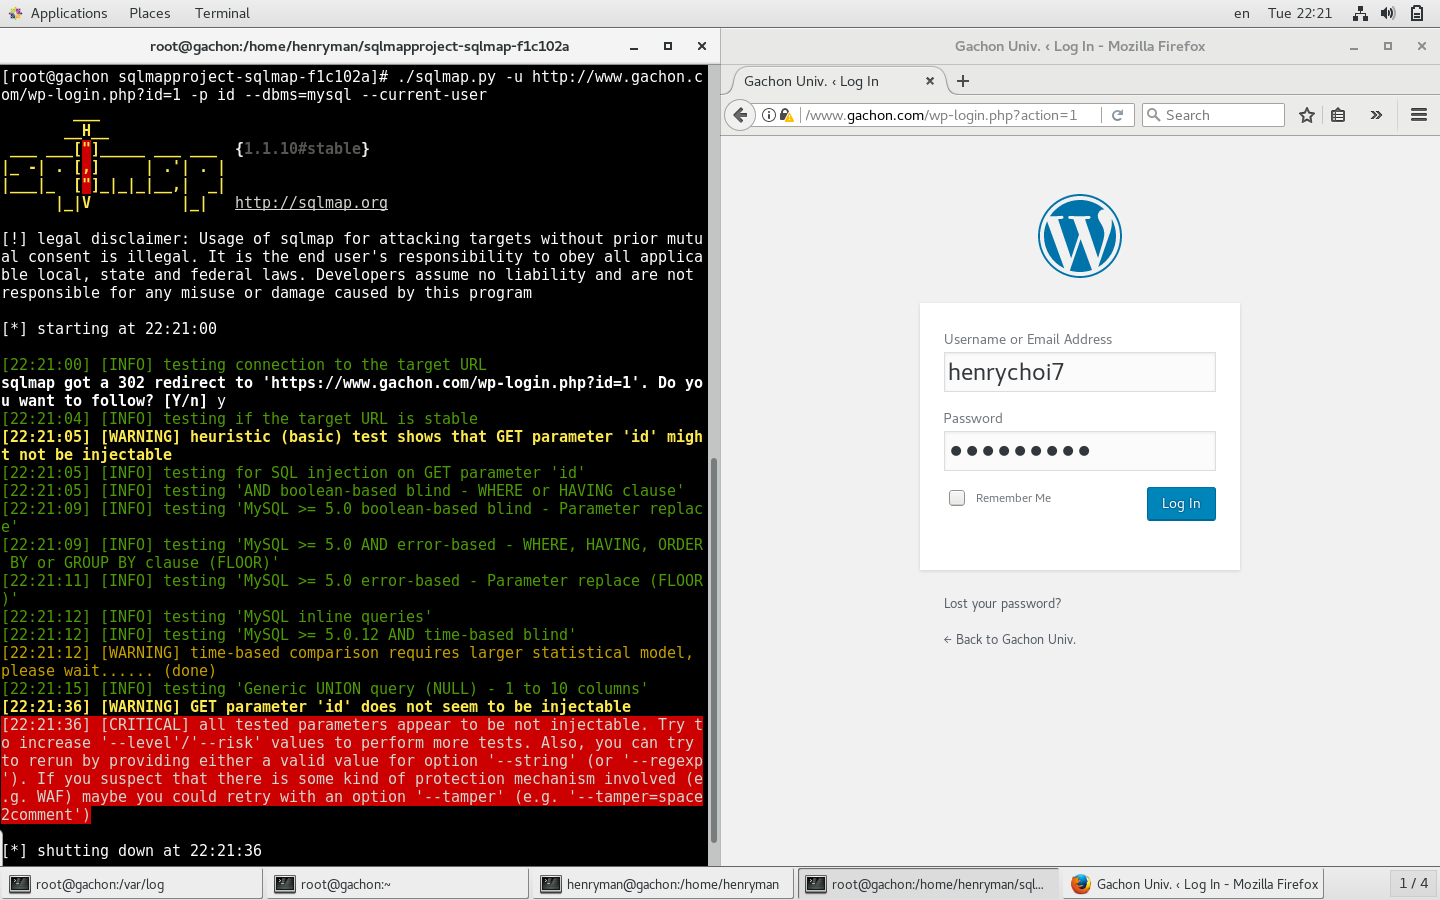 Applications Places Terminal
en Tue 22:21
root@gachon:/home/henryman/sqlmapproject-sqlmap-f1c102a
[root@gachon sqlmapproject-sqlmap-f1c102a]# ./sqlmap.py -u http://www.gachon.c
om/wp-login.php?id=1 -p id --dbms=mysql --current-user
        ___
       __H__
 ___ ___["]_____ ___ ___  {1.1.10#stable}
|_ -| . [,]     | .'| . |
|___|_  ["]_|_|_|__,|  _|
      |_|V          |_|   http://sqlmap.org
[!] legal disclaimer: Usage of sqlmap for attacking targets without prior mutu
al consent is illegal. It is the end user's responsibility to obey all applica
ble local, state and federal laws. Developers assume no liability and are not
responsible for any misuse or damage caused by this program
[*] starting at 22:21:00
[22:21:00] [INFO] testing connection to the target URL
sqlmap got a 302 redirect to 'https://www.gachon.com/wp-login.php?id=1'. Do yo
u want to follow? [Y/n] y
[22:21:04] [INFO] testing if the target URL is stable
[22:21:05] [WARNING] heuristic (basic) test shows that GET parameter 'id' migh
t not be injectable
[22:21:05] [INFO] testing for SQL injection on GET parameter 'id'
[22:21:05] [INFO] testing 'AND boolean-based blind - WHERE or HAVING clause'
[22:21:09] [INFO] testing 'MySQL >= 5.0 boolean-based blind - Parameter replac
e'
[22:21:09] [INFO] testing 'MySQL >= 5.0 AND error-based - WHERE, HAVING, ORDER
 BY or GROUP BY clause (FLOOR)'
[22:21:11] [INFO] testing 'MySQL >= 5.0 error-based - Parameter replace (FLOOR
)'
[22:21:12] [INFO] testing 'MySQL inline queries'
[22:21:12] [INFO] testing 'MySQL >= 5.0.12 AND time-based blind'
[22:21:12] [WARNING] time-based comparison requires larger statistical model,
please wait...... (done)
[22:21:15] [INFO] testing 'Generic UNION query (NULL) - 1 to 10 columns'
[22:21:36] [WARNING] GET parameter 'id' does not seem to be injectable
[22:21:36] [CRITICAL] all tested parameters appear to be not injectable. Try t
o increase '--level'/'--risk' values to perform more tests. Also, you can try
to rerun by providing either a valid value for option '--string' (or '--regexp
'). If you suspect that there is some kind of protection mechanism involved (e
.g. WAF) maybe you could retry with an option '--tamper' (e.g. '--tamper=space
2comment')
[*] shutting down at 22:21:36
Gachon Univ. ‹ Log In - Mozilla Firefox
Gachon Univ. ‹ Log In
/www.gachon.com/wp-login.php?action=1
Search
Username or Email Address
henrychoi7
Password
●●●●●●●●●
Remember Me
Log In
Lost your password?
← Back to Gachon Univ.
root@gachon:/var/log
root@gachon:~
henryman@gachon:/home/henryman
root@gachon:/home/henryman/sql...
Gachon Univ. ‹ Log In - Mozilla Firefox
1 / 4